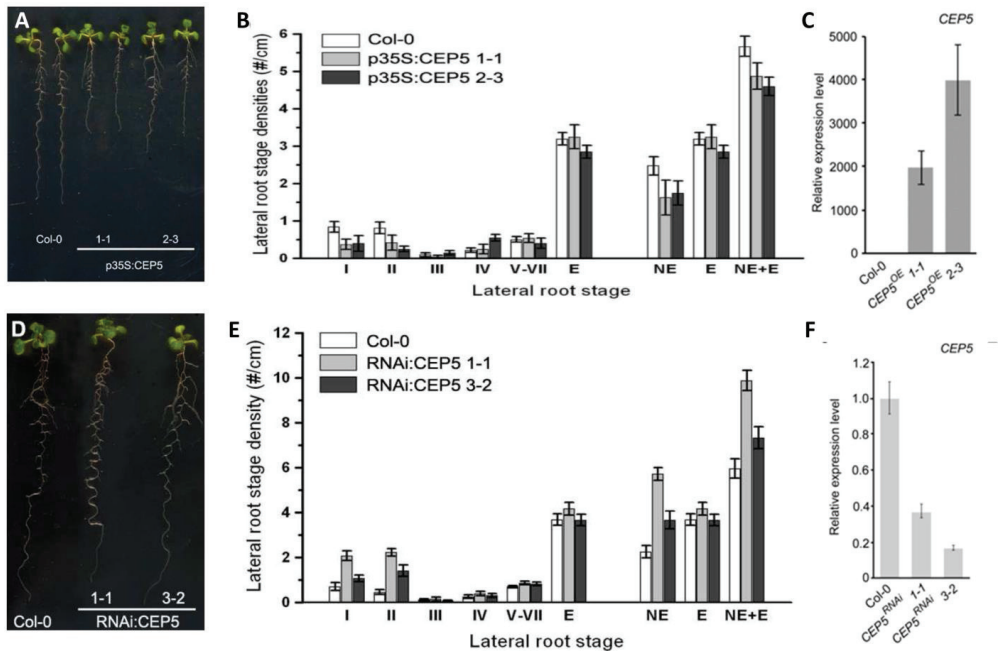 A
Col-0
1-1
2-3
p35S:CEP5
B
Lateral root stage densities (#/cm)
6
5
4
3
2
1
0
Col-0
p35S:CEP5 1-1
p35S:CEP5 2-3
I II III IV V-VII E NE E NE+E
Lateral root stage
C
CEP5
Relative expression level
5000
4000
3000
2000
1000
0
Col-0
CEP5OE 1-1
CEP5OE 2-3
D
1-1
3-2
Col-0
RNAi:CEP5
E
Lateral root stage density (#/cm)
12
10
8
6
4
2
0
Col-0
RNAi:CEP5 1-1
RNAi:CEP5 3-2
I II III IV V-VII E NE E NE+E
Lateral root stage
F
CEP5
Relative expression level
1.2
1.0
0.8
0.6
0.4
0.2
0
Col-0
CEP5RNAi 1-1
CEP5RNAi 3-2